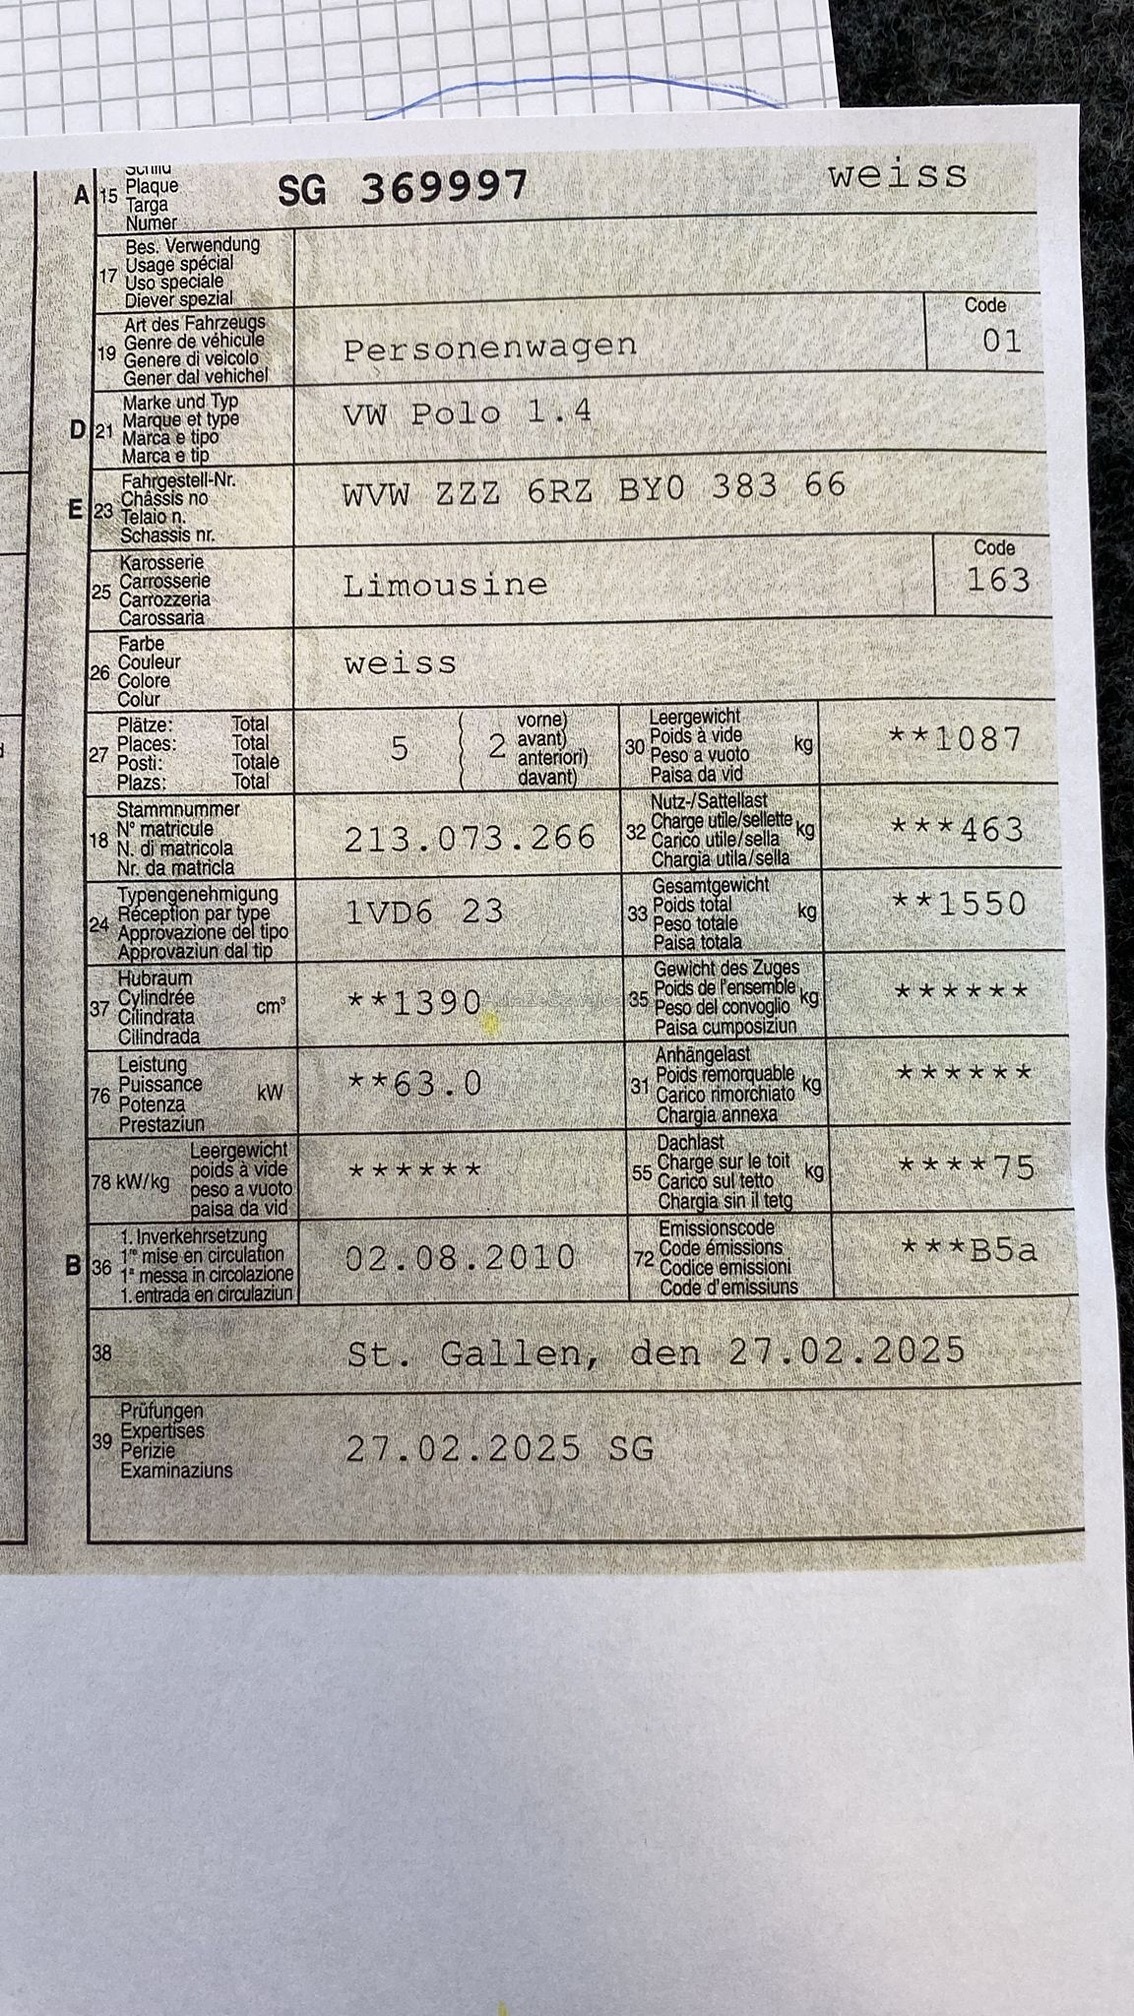 A 15 Schild
Plaque
Targa
Numer
SG 369997 weiss
17 Bes. Verwendung
Usage spécial
Uso speciale
Diever spezial
19 Art des Fahrzeugs
Genre de véhicule
Genere di veicolo
Gener dal vehichel
Personenwagen
Code
01
D 21 Marke und Typ
Marque et type
Marca e tipo
Marca e tip
VW Polo 1.4
E 23 Fahrgestell-Nr.
Châssis no
Telaio n.
Schassis nr.
WVW ZZZ 6RZ BY0 383 66
25 Karosserie
Carrosserie
Carrozzeria
Carossaria
Limousine
Code
163
26 Farbe
Couleur
Colore
Colur
weiss
27 Plätze: Total
Places: Total
Posti: Totale
Plazs: Total
5 ( 2 vorne)
( avant)
( anteriori)
( davant)
30 Leergewicht
Poids à vide
Peso a vuoto
Paisa da vid
kg
**1087
18 Stammnummer
N° matricule
N. di matricola
Nr. da matricla
213.073.266
32 Nutz-/Sattellast
Charge utile/sellette
Carico utile/sella
Chargia utila/sella
kg
***463
24 Typengenehmigung
Réception par type
Approvazione del tipo
Approvaziun dal tip
1VD6 23
33 Gesamtgewicht
Poids total
Peso totale
Paisa totala
kg
**1550
37 Hubraum
Cylindrée
Cilindrata
Cilindrada
cm³
**1390
35 Gewicht des Zuges
Poids de l'ensemble
Peso del convoglio
Paisa cumposiziun
kg
******
76 Leistung
Puissance
Potenza
Prestaziun
kW
**63.0
31 Anhängelast
Poids remorquable
Carico rimorchiato
Chargia annexa
kg
******
78 kW/kg
Leergewicht
poids à vide
peso a vuoto
paisa da vid
******
55 Dachlast
Charge sur le toit
Carico sul tetto
Chargia sin il tetg
kg
****75
B 36 1. Inverkehrsetzung
1re mise en circulation
1a messa in circolazione
1. entrada en circulaziun
02.08.2010
72 Emissionscode
Code émissions
Codice emissioni
Code d'emissiuns
***B5a
38 St. Gallen, den 27.02.2025
39 Prüfungen
Expertises
Perizie
Examinaziuns
27.02.2025 SG